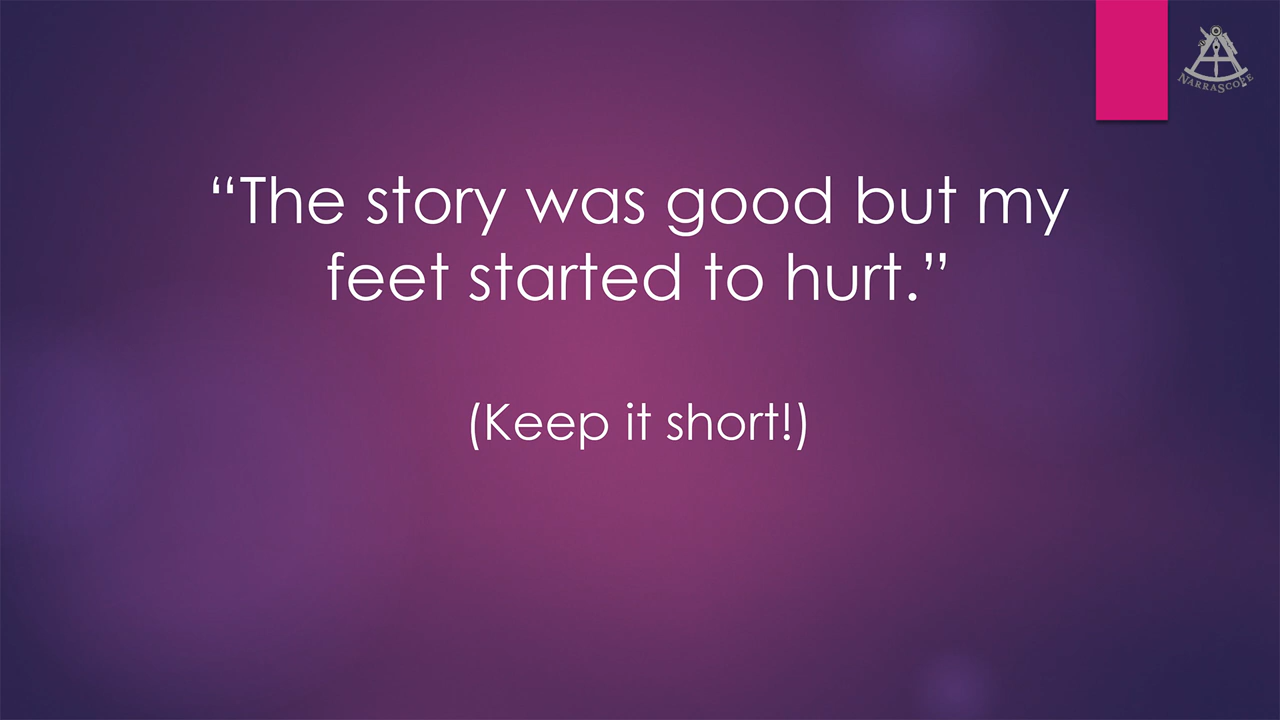 NarraScope
“The story was good but my
feet started to hurt.”
(Keep it short!)